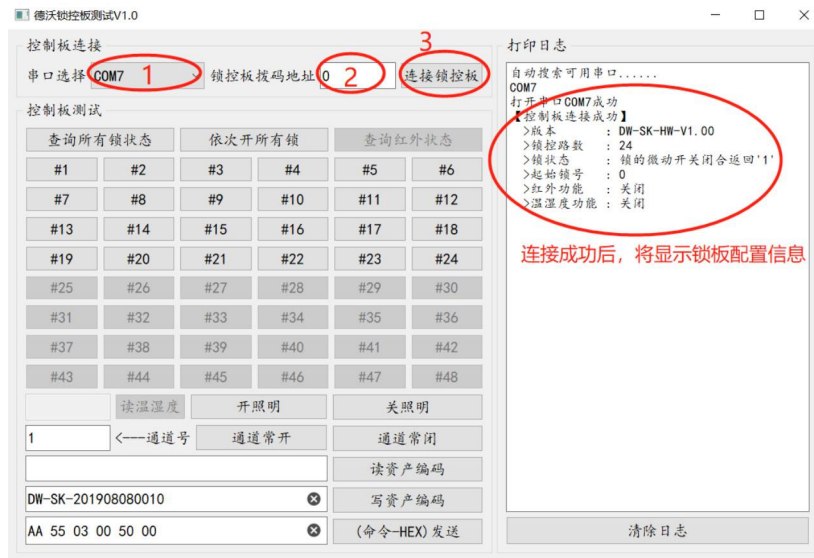 德沃锁控板测试V1.0
控制板连接
串口选择 COM7 1 锁控板拨码地址 0 2 3 连接锁控板
控制板测试
查询所有锁状态 依次开所有锁 查询红外状态
#1 #2 #3 #4 #5 #6
#7 #8 #9 #10 #11 #12
#13 #14 #15 #16 #17 #18
#19 #20 #21 #22 #23 #24
#25 #26 #27 #28 #29 #30
#31 #32 #33 #34 #35 #36
#37 #38 #39 #40 #41 #42
#43 #44 #45 #46 #47 #48
读温湿度 开照明 关照明
1 <---通道号 通道常开 通道常闭
读资产编码
DW-SK-201908080010 写资产编码
AA 55 03 00 50 00 (命令-HEX)发送
打印日志
自动搜索可用串口......
COM7
打开串口COM7成功
【控制板连接成功】
>版本 : DW-SK-HW-V1.00
>锁控路数 : 24
>锁状态 : 锁的微动开关闭合返回'1'
>起始锁号 : 0
>红外功能 : 关闭
>温湿度功能 : 关闭
连接成功后，将显示锁板配置信息
清除日志